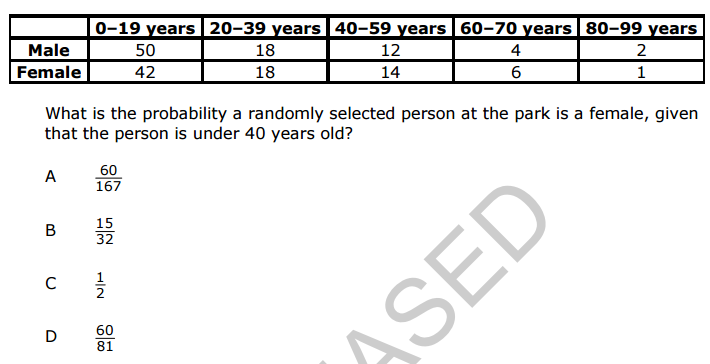 0–19 years 20–39 years 40–59 years 60–70 years 80–99 years
Male 50 18 12 4 2
Female 42 18 14 6 1
What is the probability a randomly selected person at the park is a female, given
that the person is under 40 years old?
A 60/167
B 15/32
C 1/2
D 60/81
ASED